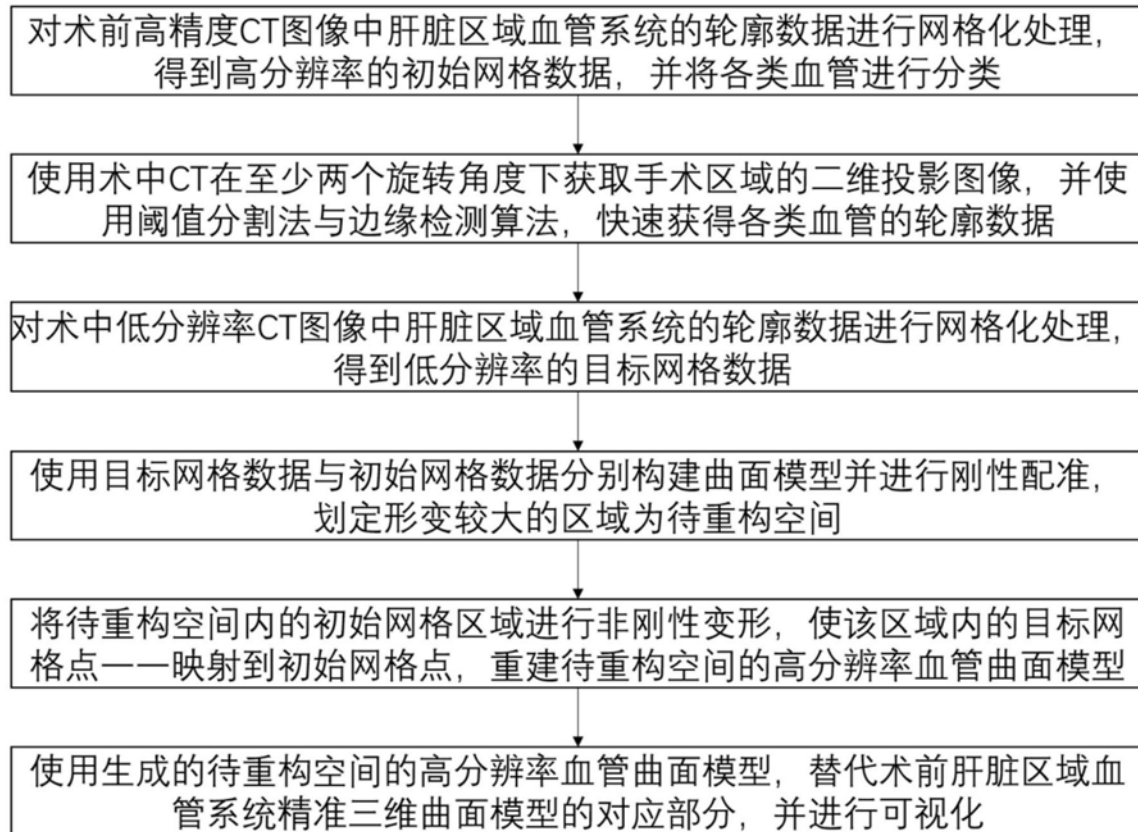 对术前高精度CT图像中肝脏区域血管系统的轮廓数据进行网格化处理，
得到高分辨率的初始网格数据，并将各类血管进行分类
使用术中CT在至少两个旋转角度下获取手术区域的二维投影图像，并使
用阈值分割法与边缘检测算法，快速获得各类血管的轮廓数据
对术中低分辨率CT图像中肝脏区域血管系统的轮廓数据进行网格化处理，
得到低分辨率的目标网格数据
使用目标网格数据与初始网格数据分别构建曲面模型并进行刚性配准，
划定形变较大的区域为待重构空间
将待重构空间内的初始网格区域进行非刚性变形，使该区域内的目标网
格点一一映射到初始网格点，重建待重构空间的高分辨率血管曲面模型
使用生成的待重构空间的高分辨率血管曲面模型，替代术前肝脏区域血
管系统精准三维曲面模型的对应部分，并进行可视化